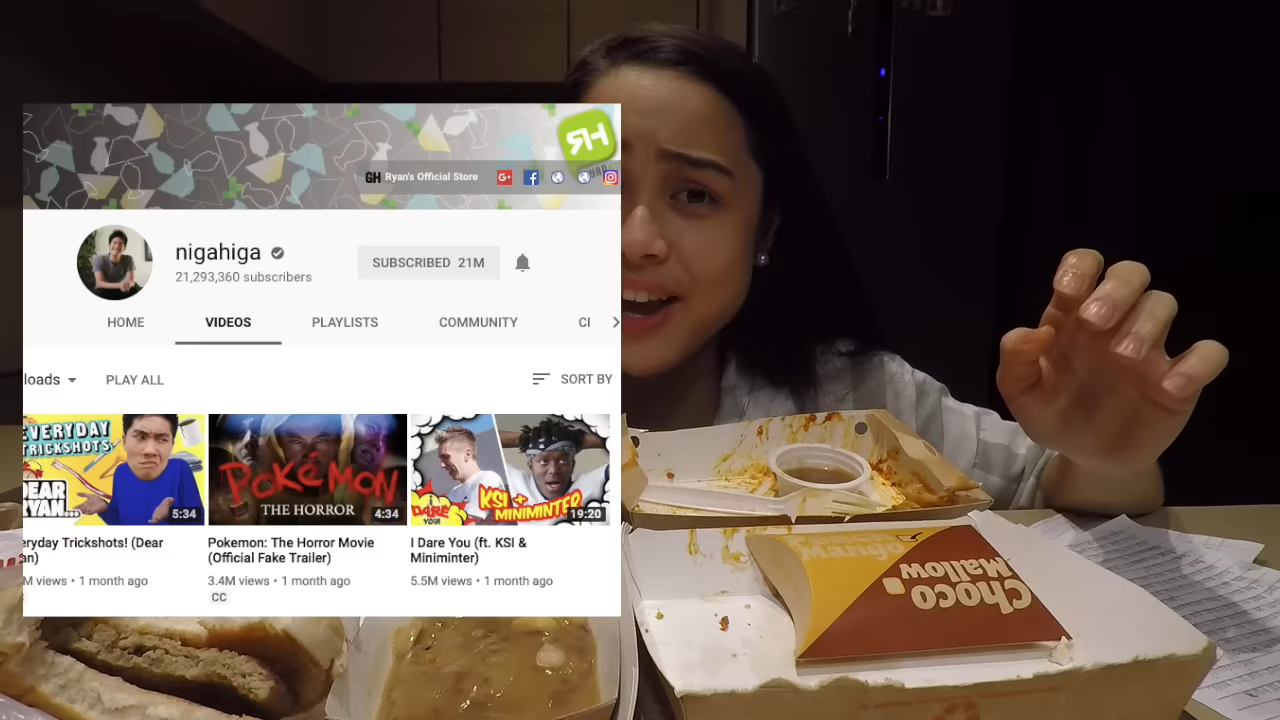 RH
GH Ryan's Official Store
nigahiga
21,293,360 subscribers
SUBSCRIBED 21M
HOME
VIDEOS
PLAYLISTS
COMMUNITY
CI
loads
PLAY ALL
SORT BY
EVERYDAY
TRICKSHOTS
DEAR
RYAN...
5:34
POKéMON
THE HORROR
4:34
I
DARE
YOU!
KSI +
MINIMINTER
19:20
eryday Trickshots! (Dear
an)
M views • 1 month ago
Pokemon: The Horror Movie
(Official Fake Trailer)
3.4M views • 1 month ago
CC
I Dare You (ft. KSI &
Miniminter)
5.5M views • 1 month ago
Mango
Choco
Mallow